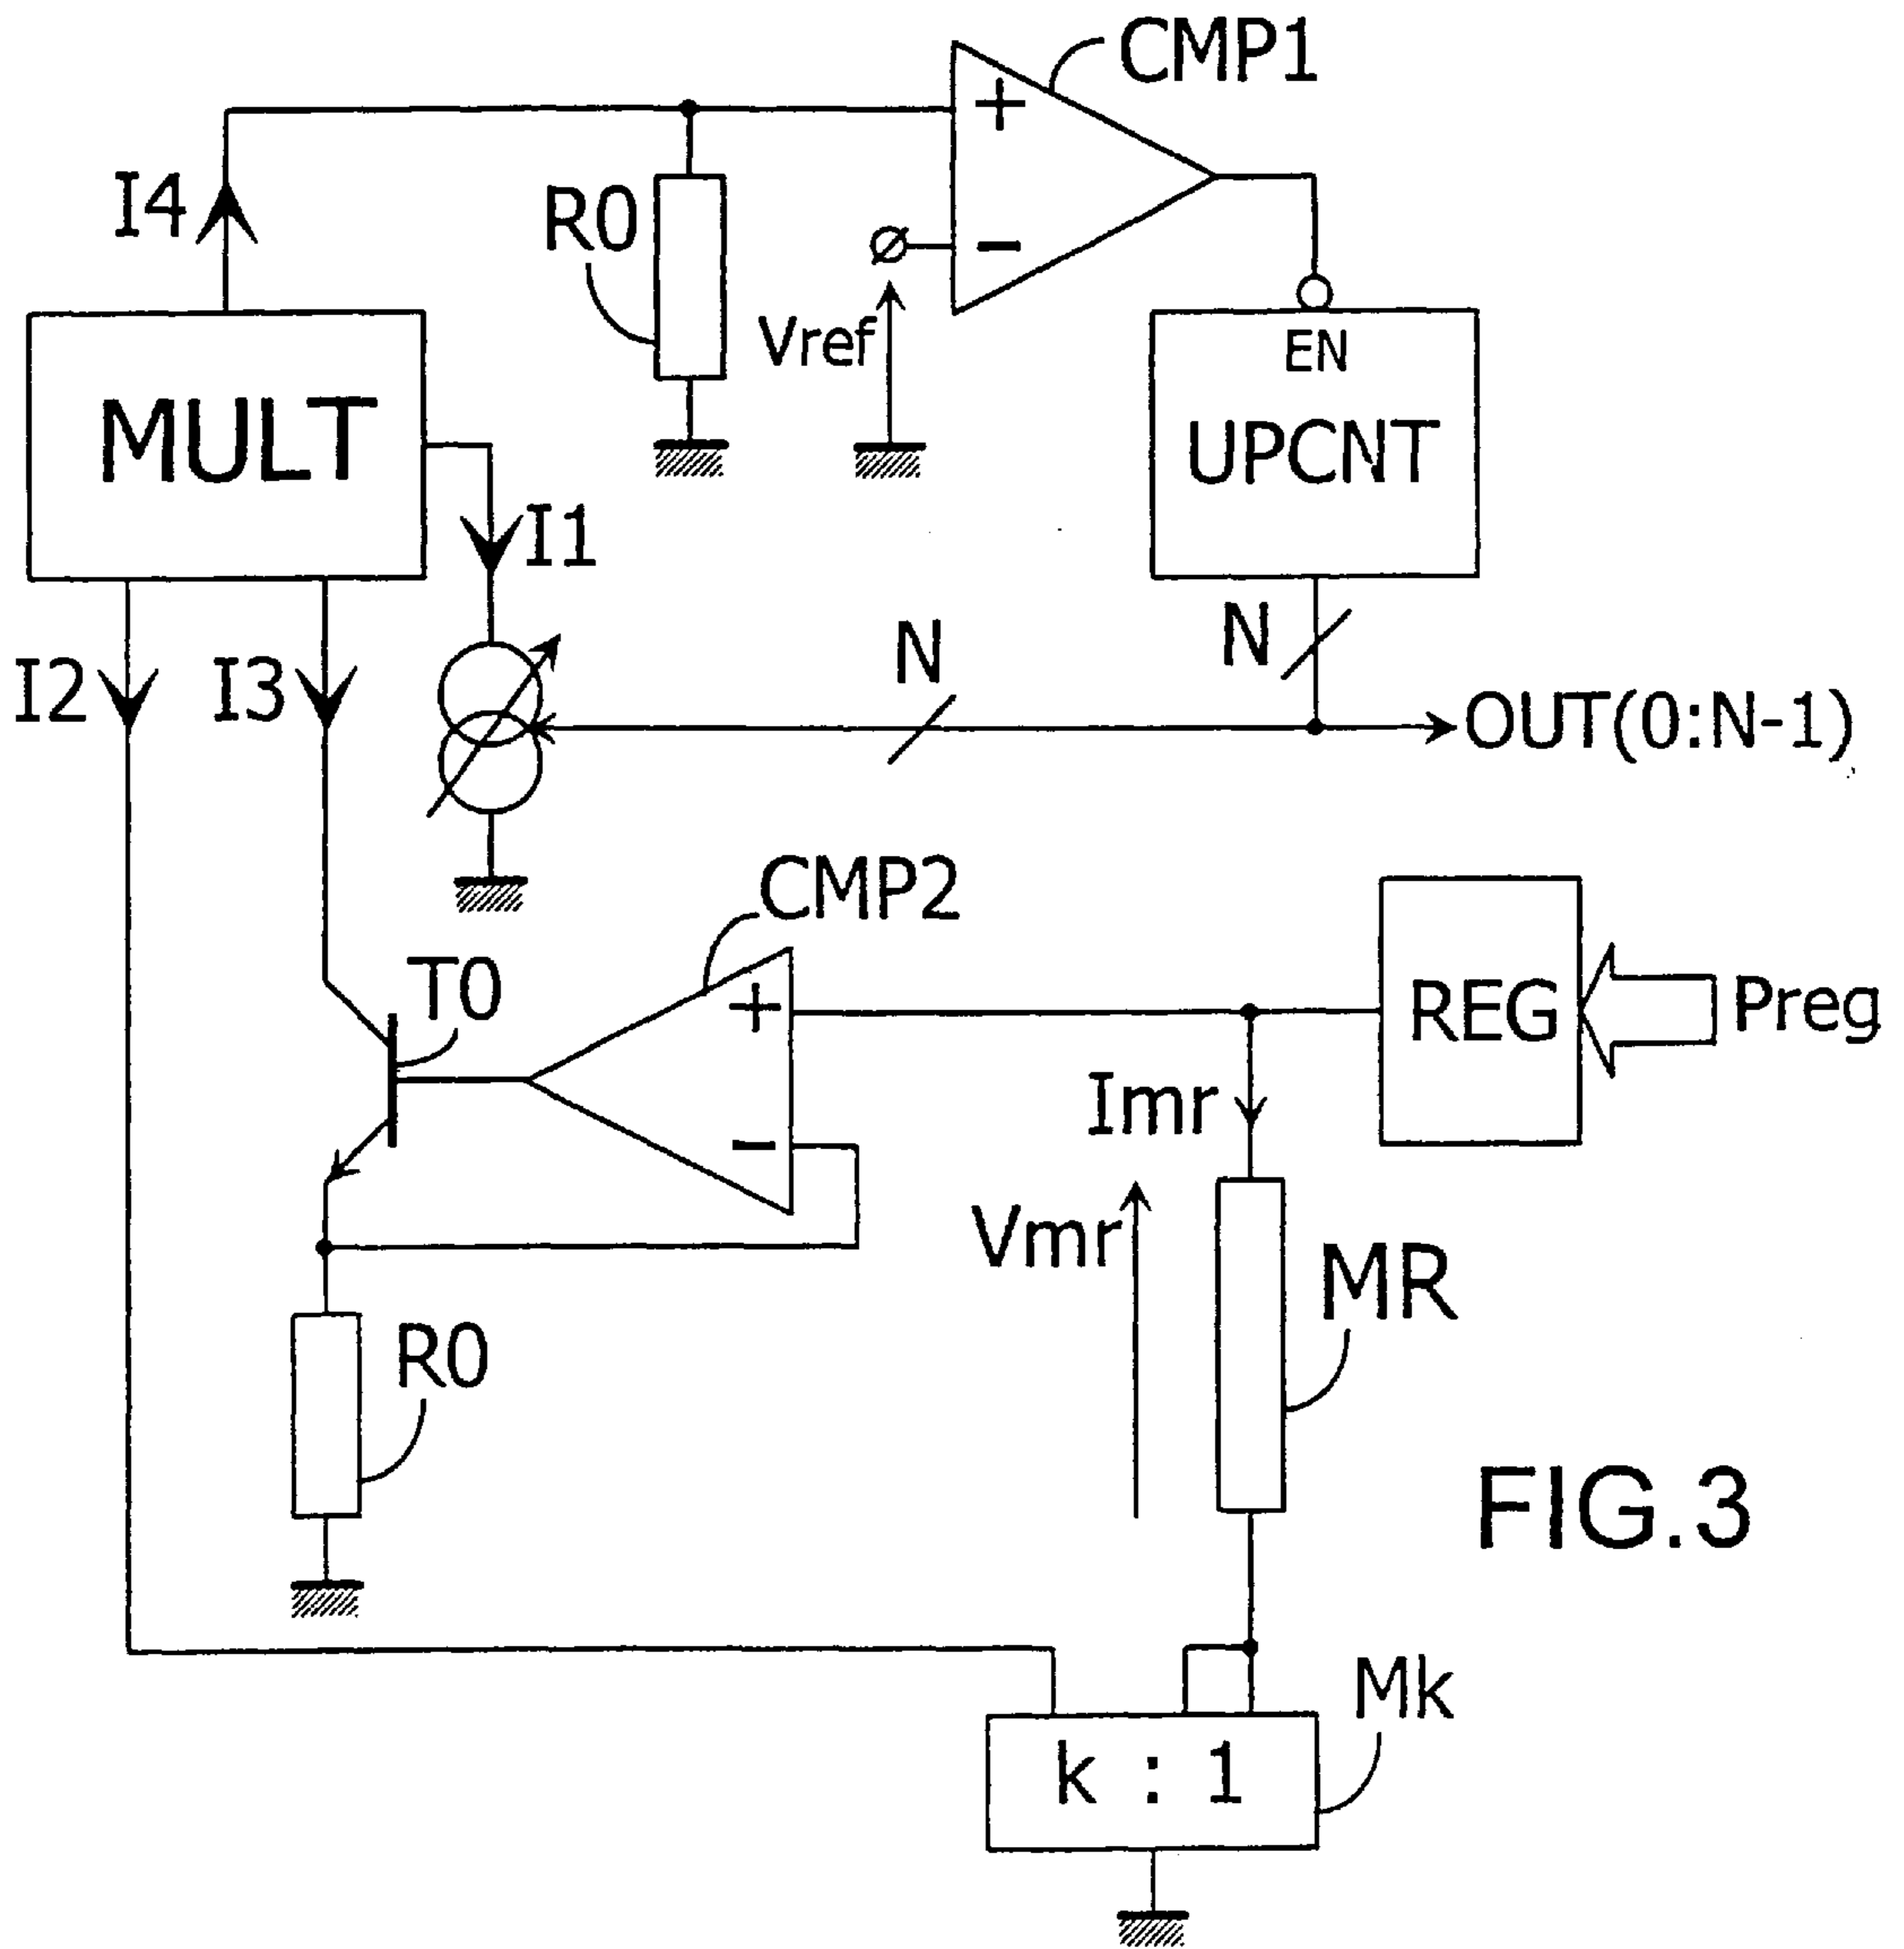 CMP1
+
I4
R0
−
Vref
EN
MULT
UPCNT
I1
N
N
I2
I3
OUT(0:N-1)
CMP2
T0
+
REG
Preg
Imr
−
Vmr
MR
R0
FIG.3
Mk
k : 1